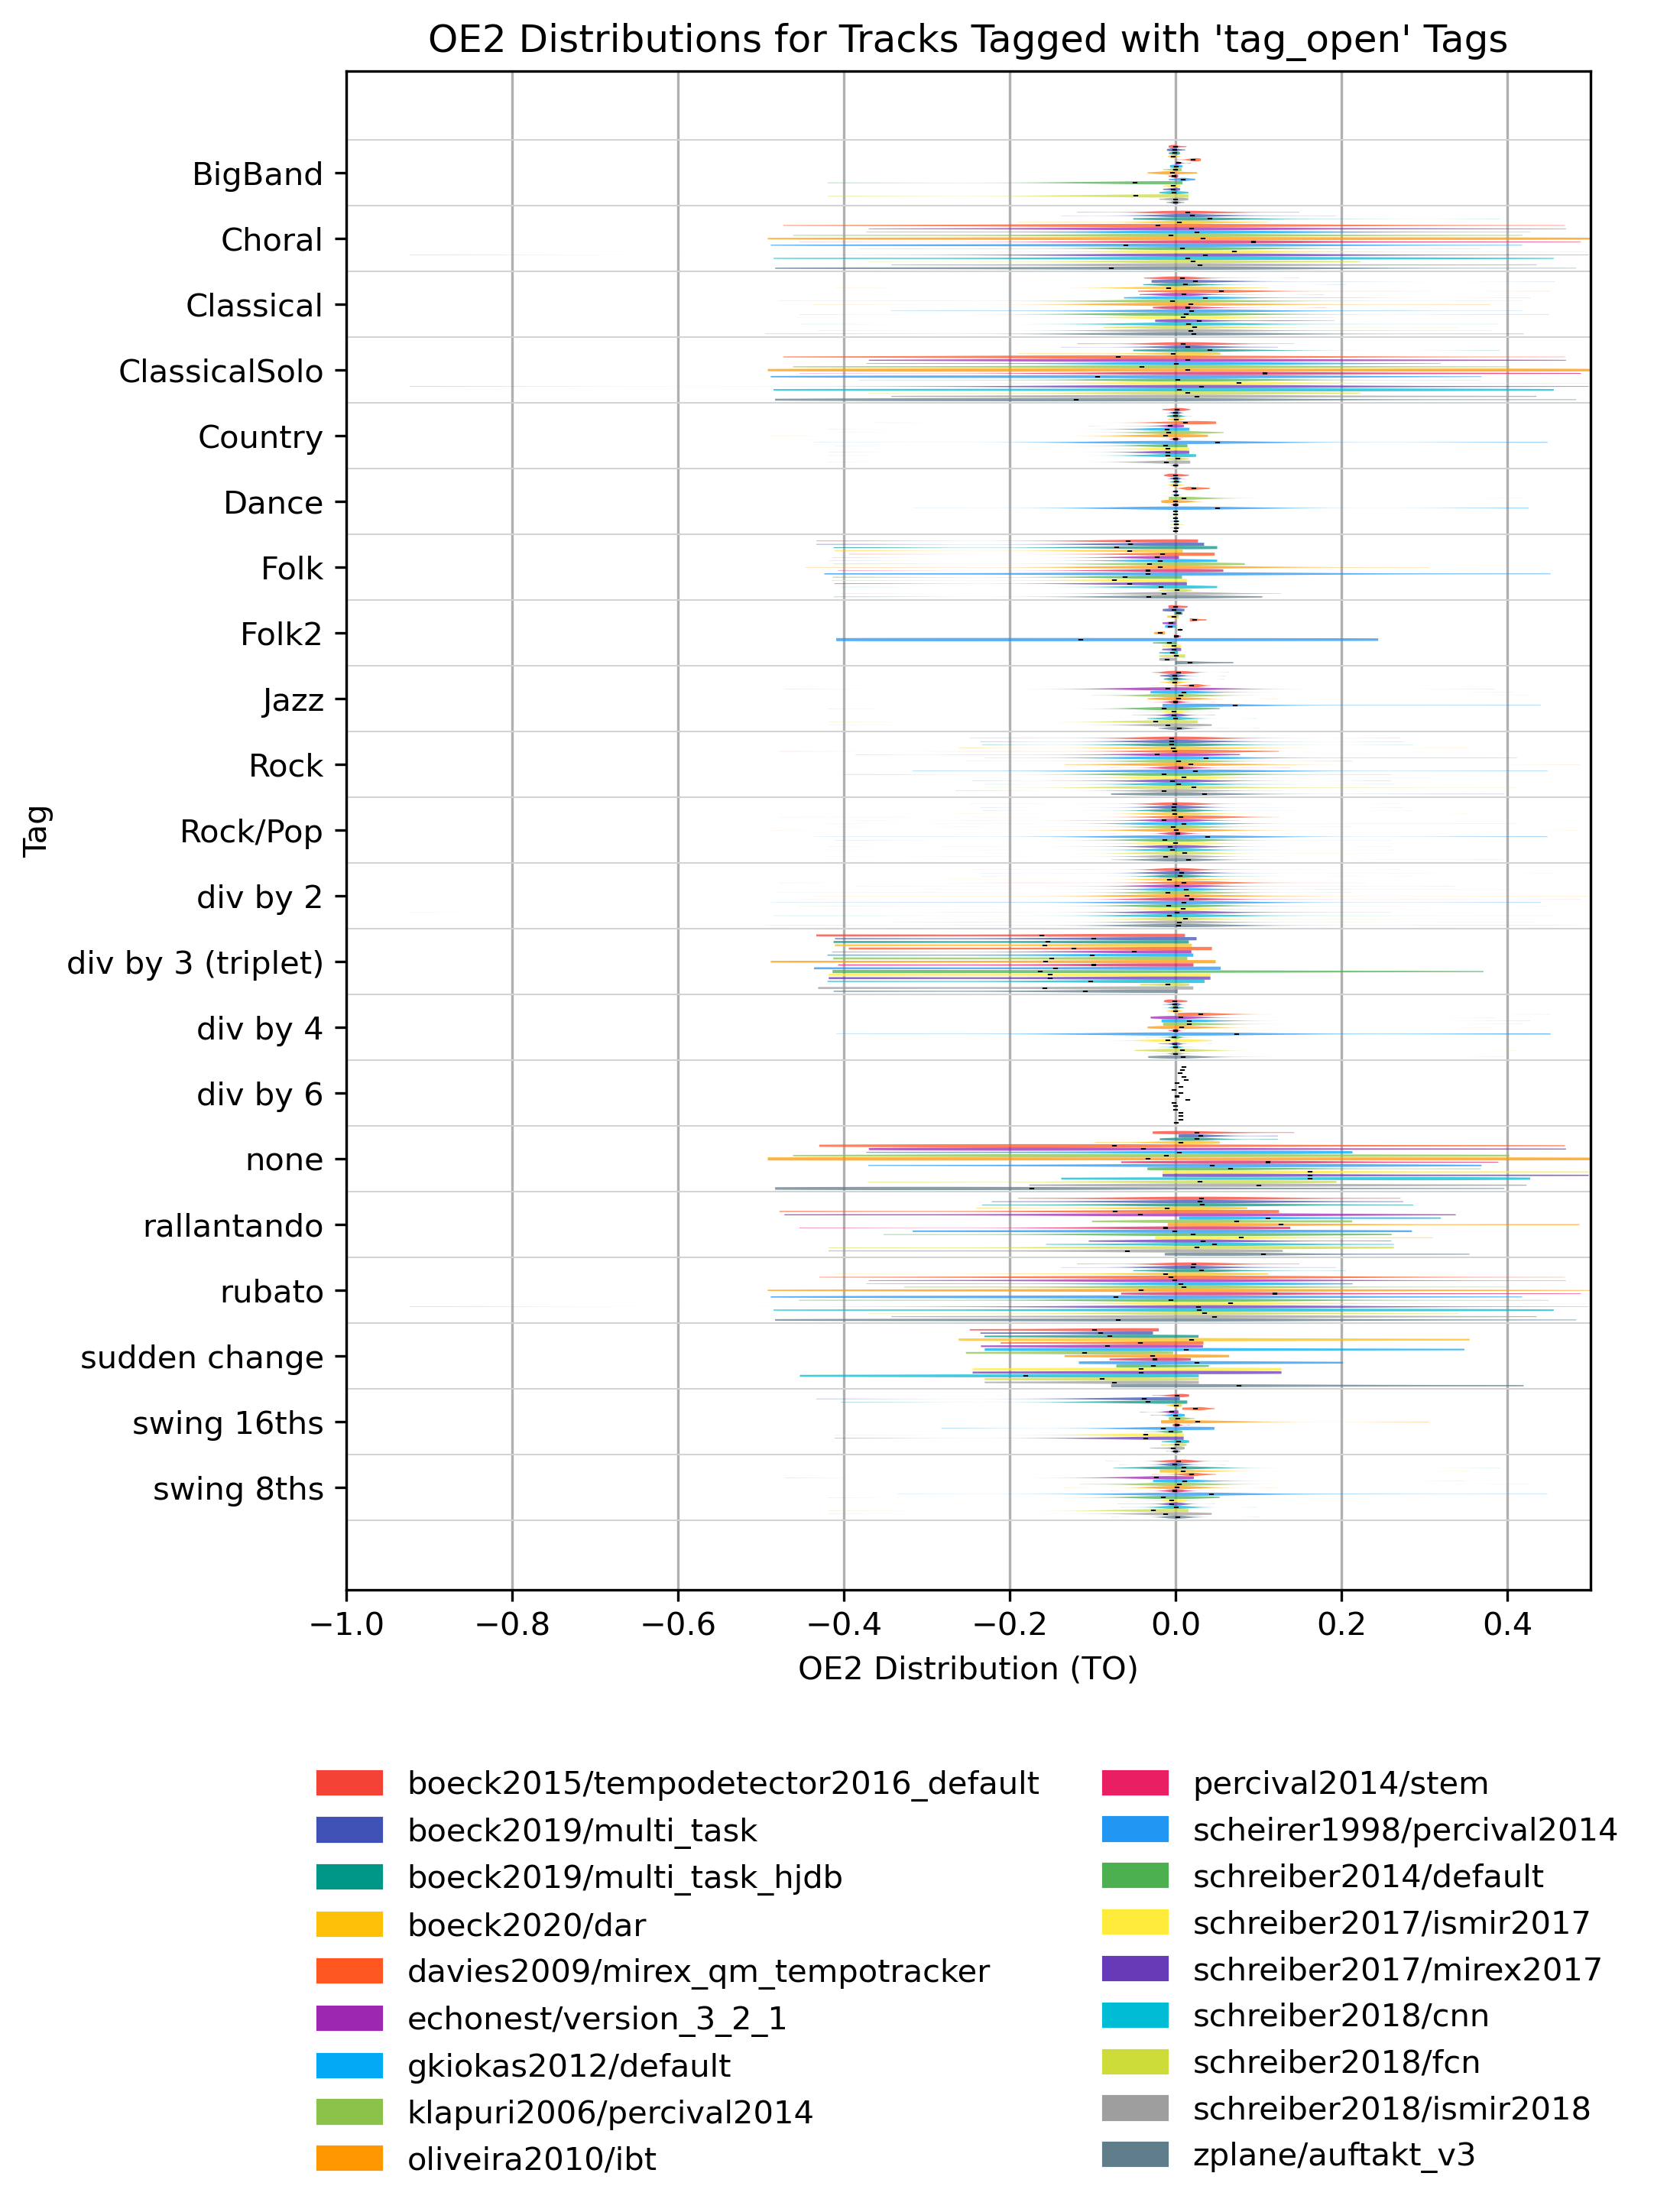 OE2 Distributions for Tracks Tagged with 'tag_open' Tags
BigBand
Choral
Classical
ClassicalSolo
Country
Dance
Folk
Folk2
Jazz
Rock
Rock/Pop
div by 2
div by 3 (triplet)
div by 4
div by 6
none
rallantando
rubato
sudden change
swing 16ths
swing 8ths
Tag
−1.0 −0.8 −0.6 −0.4 −0.2 0.0 0.2 0.4
OE2 Distribution (TO)
boeck2015/tempodetector2016_default
boeck2019/multi_task
boeck2019/multi_task_hjdb
boeck2020/dar
davies2009/mirex_qm_tempotracker
echonest/version_3_2_1
gkiokas2012/default
klapuri2006/percival2014
oliveira2010/ibt
percival2014/stem
scheirer1998/percival2014
schreiber2014/default
schreiber2017/ismir2017
schreiber2017/mirex2017
schreiber2018/cnn
schreiber2018/fcn
schreiber2018/ismir2018
zplane/auftakt_v3